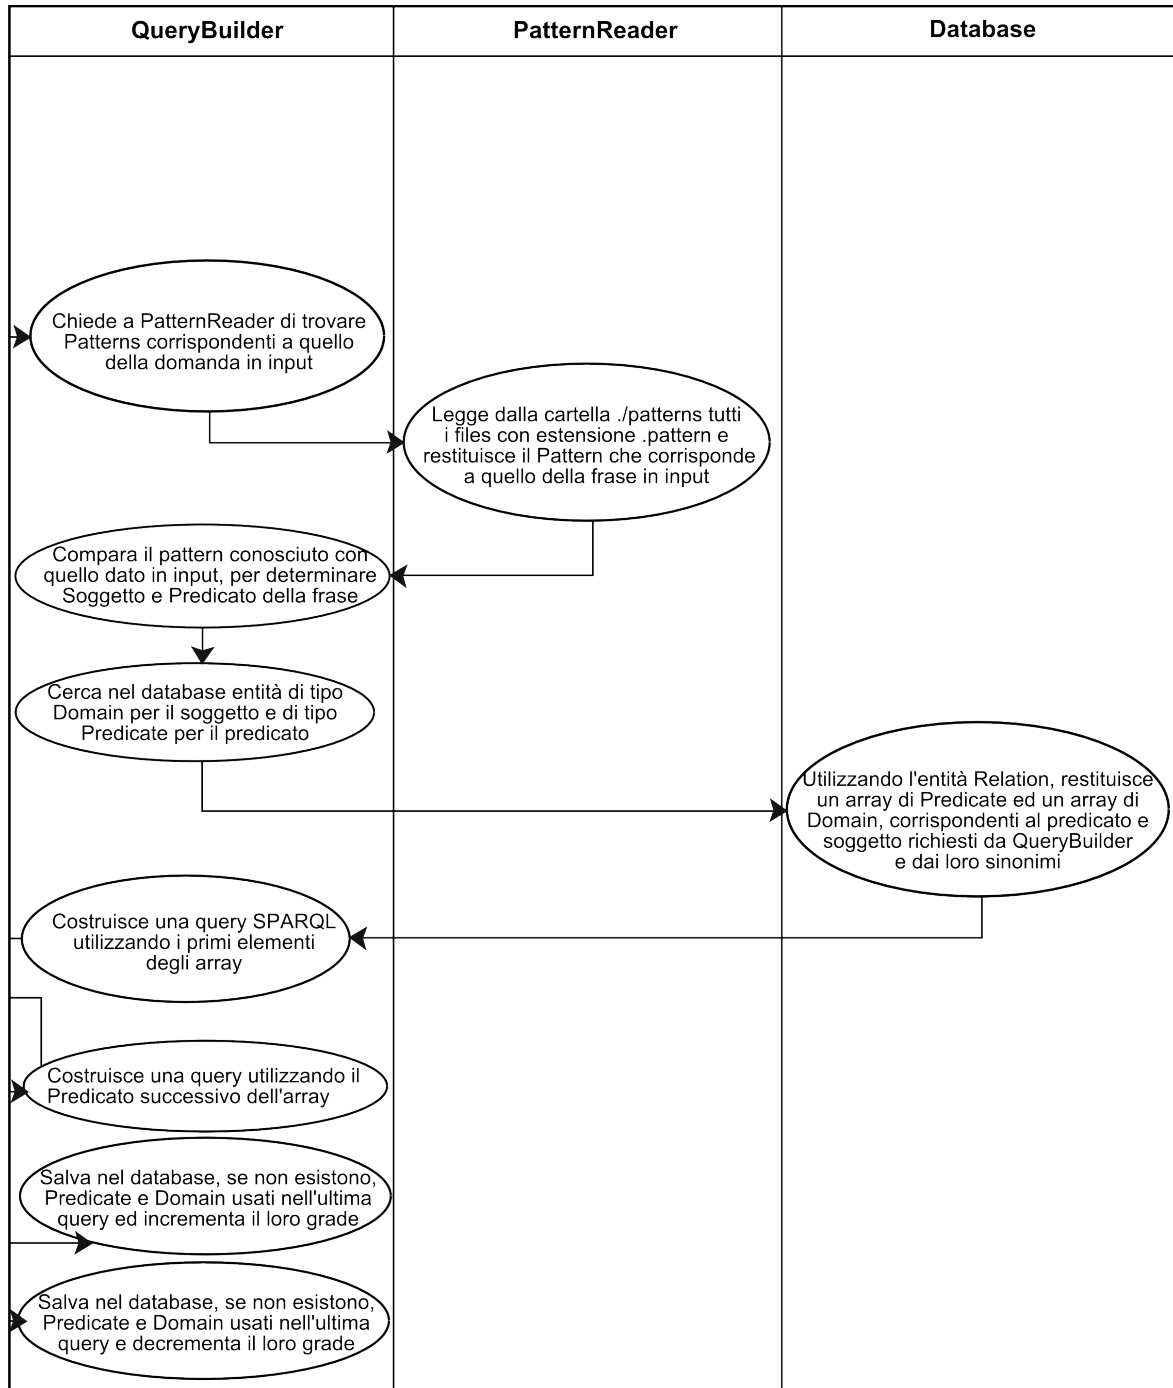 QueryBuilder
PatternReader
Database
Chiede a PatternReader di trovare
Patterns corrispondenti a quello
della domanda in input
Legge dalla cartella ./patterns tutti
i files con estensione .pattern e
restituisce il Pattern che corrisponde
a quello della frase in input
Compara il pattern conosciuto con
quello dato in input, per determinare
Soggetto e Predicato della frase
Cerca nel database entità di tipo
Domain per il soggetto e di tipo
Predicate per il predicato
Utilizzando l'entità Relation, restituisce
un array di Predicate ed un array di
Domain, corrispondenti al predicato e
soggetto richiesti da QueryBuilder
e dai loro sinonimi
Costruisce una query SPARQL
utilizzando i primi elementi
degli array
Costruisce una query utilizzando il
Predicato successivo dell'array
Salva nel database, se non esistono,
Predicate e Domain usati nell'ultima
query ed incrementa il loro grade
Salva nel database, se non esistono,
Predicate e Domain usati nell'ultima
query e decrementa il loro grade